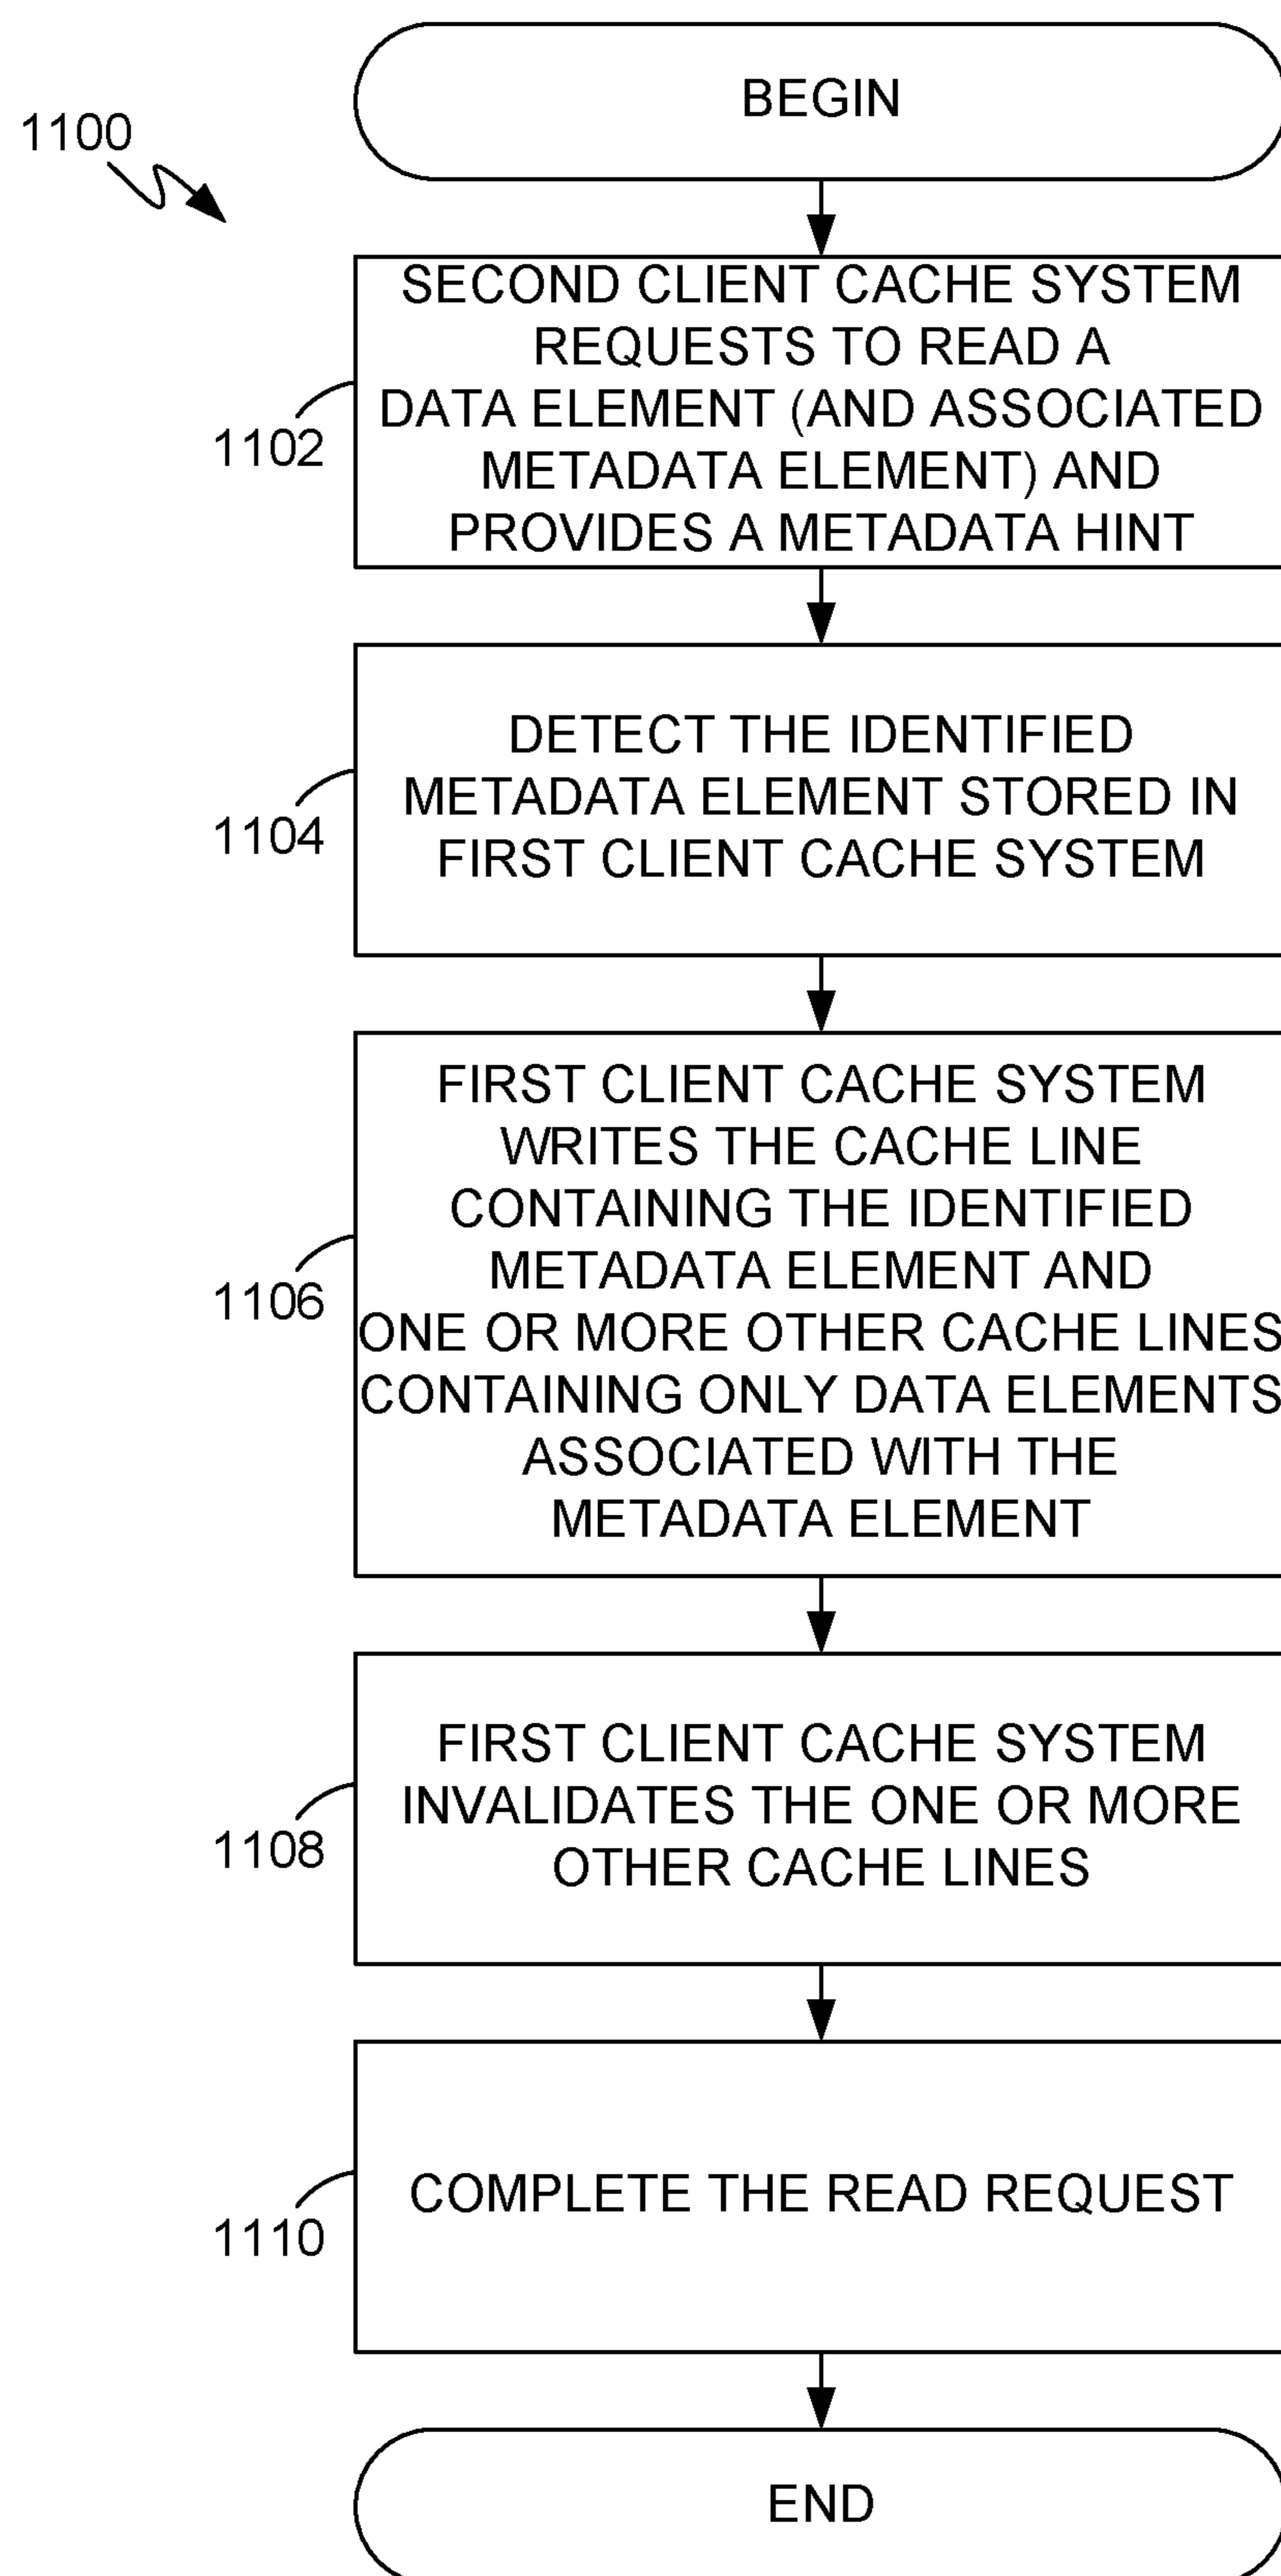 BEGIN
1100
SECOND CLIENT CACHE SYSTEM
REQUESTS TO READ A
DATA ELEMENT (AND ASSOCIATED
METADATA ELEMENT) AND
PROVIDES A METADATA HINT
1102
DETECT THE IDENTIFIED
METADATA ELEMENT STORED IN
FIRST CLIENT CACHE SYSTEM
1104
FIRST CLIENT CACHE SYSTEM
WRITES THE CACHE LINE
CONTAINING THE IDENTIFIED
METADATA ELEMENT AND
ONE OR MORE OTHER CACHE LINES
CONTAINING ONLY DATA ELEMENTS
ASSOCIATED WITH THE
METADATA ELEMENT
1106
FIRST CLIENT CACHE SYSTEM
INVALIDATES THE ONE OR MORE
OTHER CACHE LINES
1108
COMPLETE THE READ REQUEST
1110
END